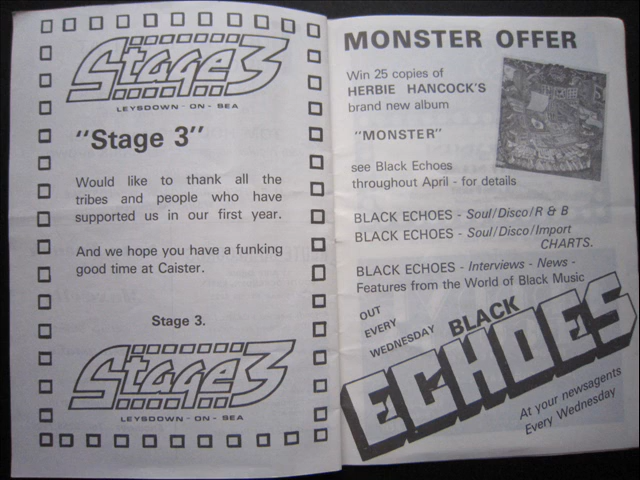 Stage 3
LEYSDOWN - ON - SEA
"Stage 3"
Would like to thank all the
tribes and people who have
supported us in our first year.
And we hope you have a funking
good time at Caister.
Stage 3.
Stage 3
LEYSDOWN - ON - SEA
MONSTER OFFER
Win 25 copies of
HERBIE HANCOCK'S
brand new album
"MONSTER"
see Black Echoes
throughout April - for details
BLACK ECHOES - Soul/Disco/R & B
BLACK ECHOES - Soul/Disco/Import
CHARTS.
BLACK ECHOES - Interviews - News -
Features from the World of Black Music
OUT
EVERY
WEDNESDAY
BLACK
ECHOES
At your newsagents
Every Wednesday